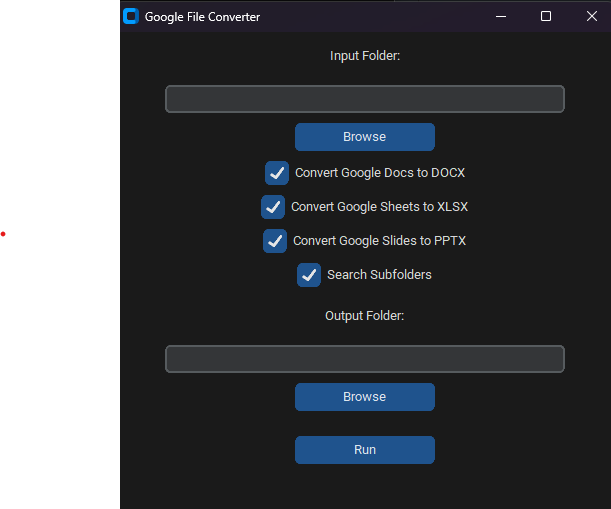 Google File Converter
Input Folder:
Browse
Convert Google Docs to DOCX
Convert Google Sheets to XLSX
Convert Google Slides to PPTX
Search Subfolders
Output Folder:
Browse
Run